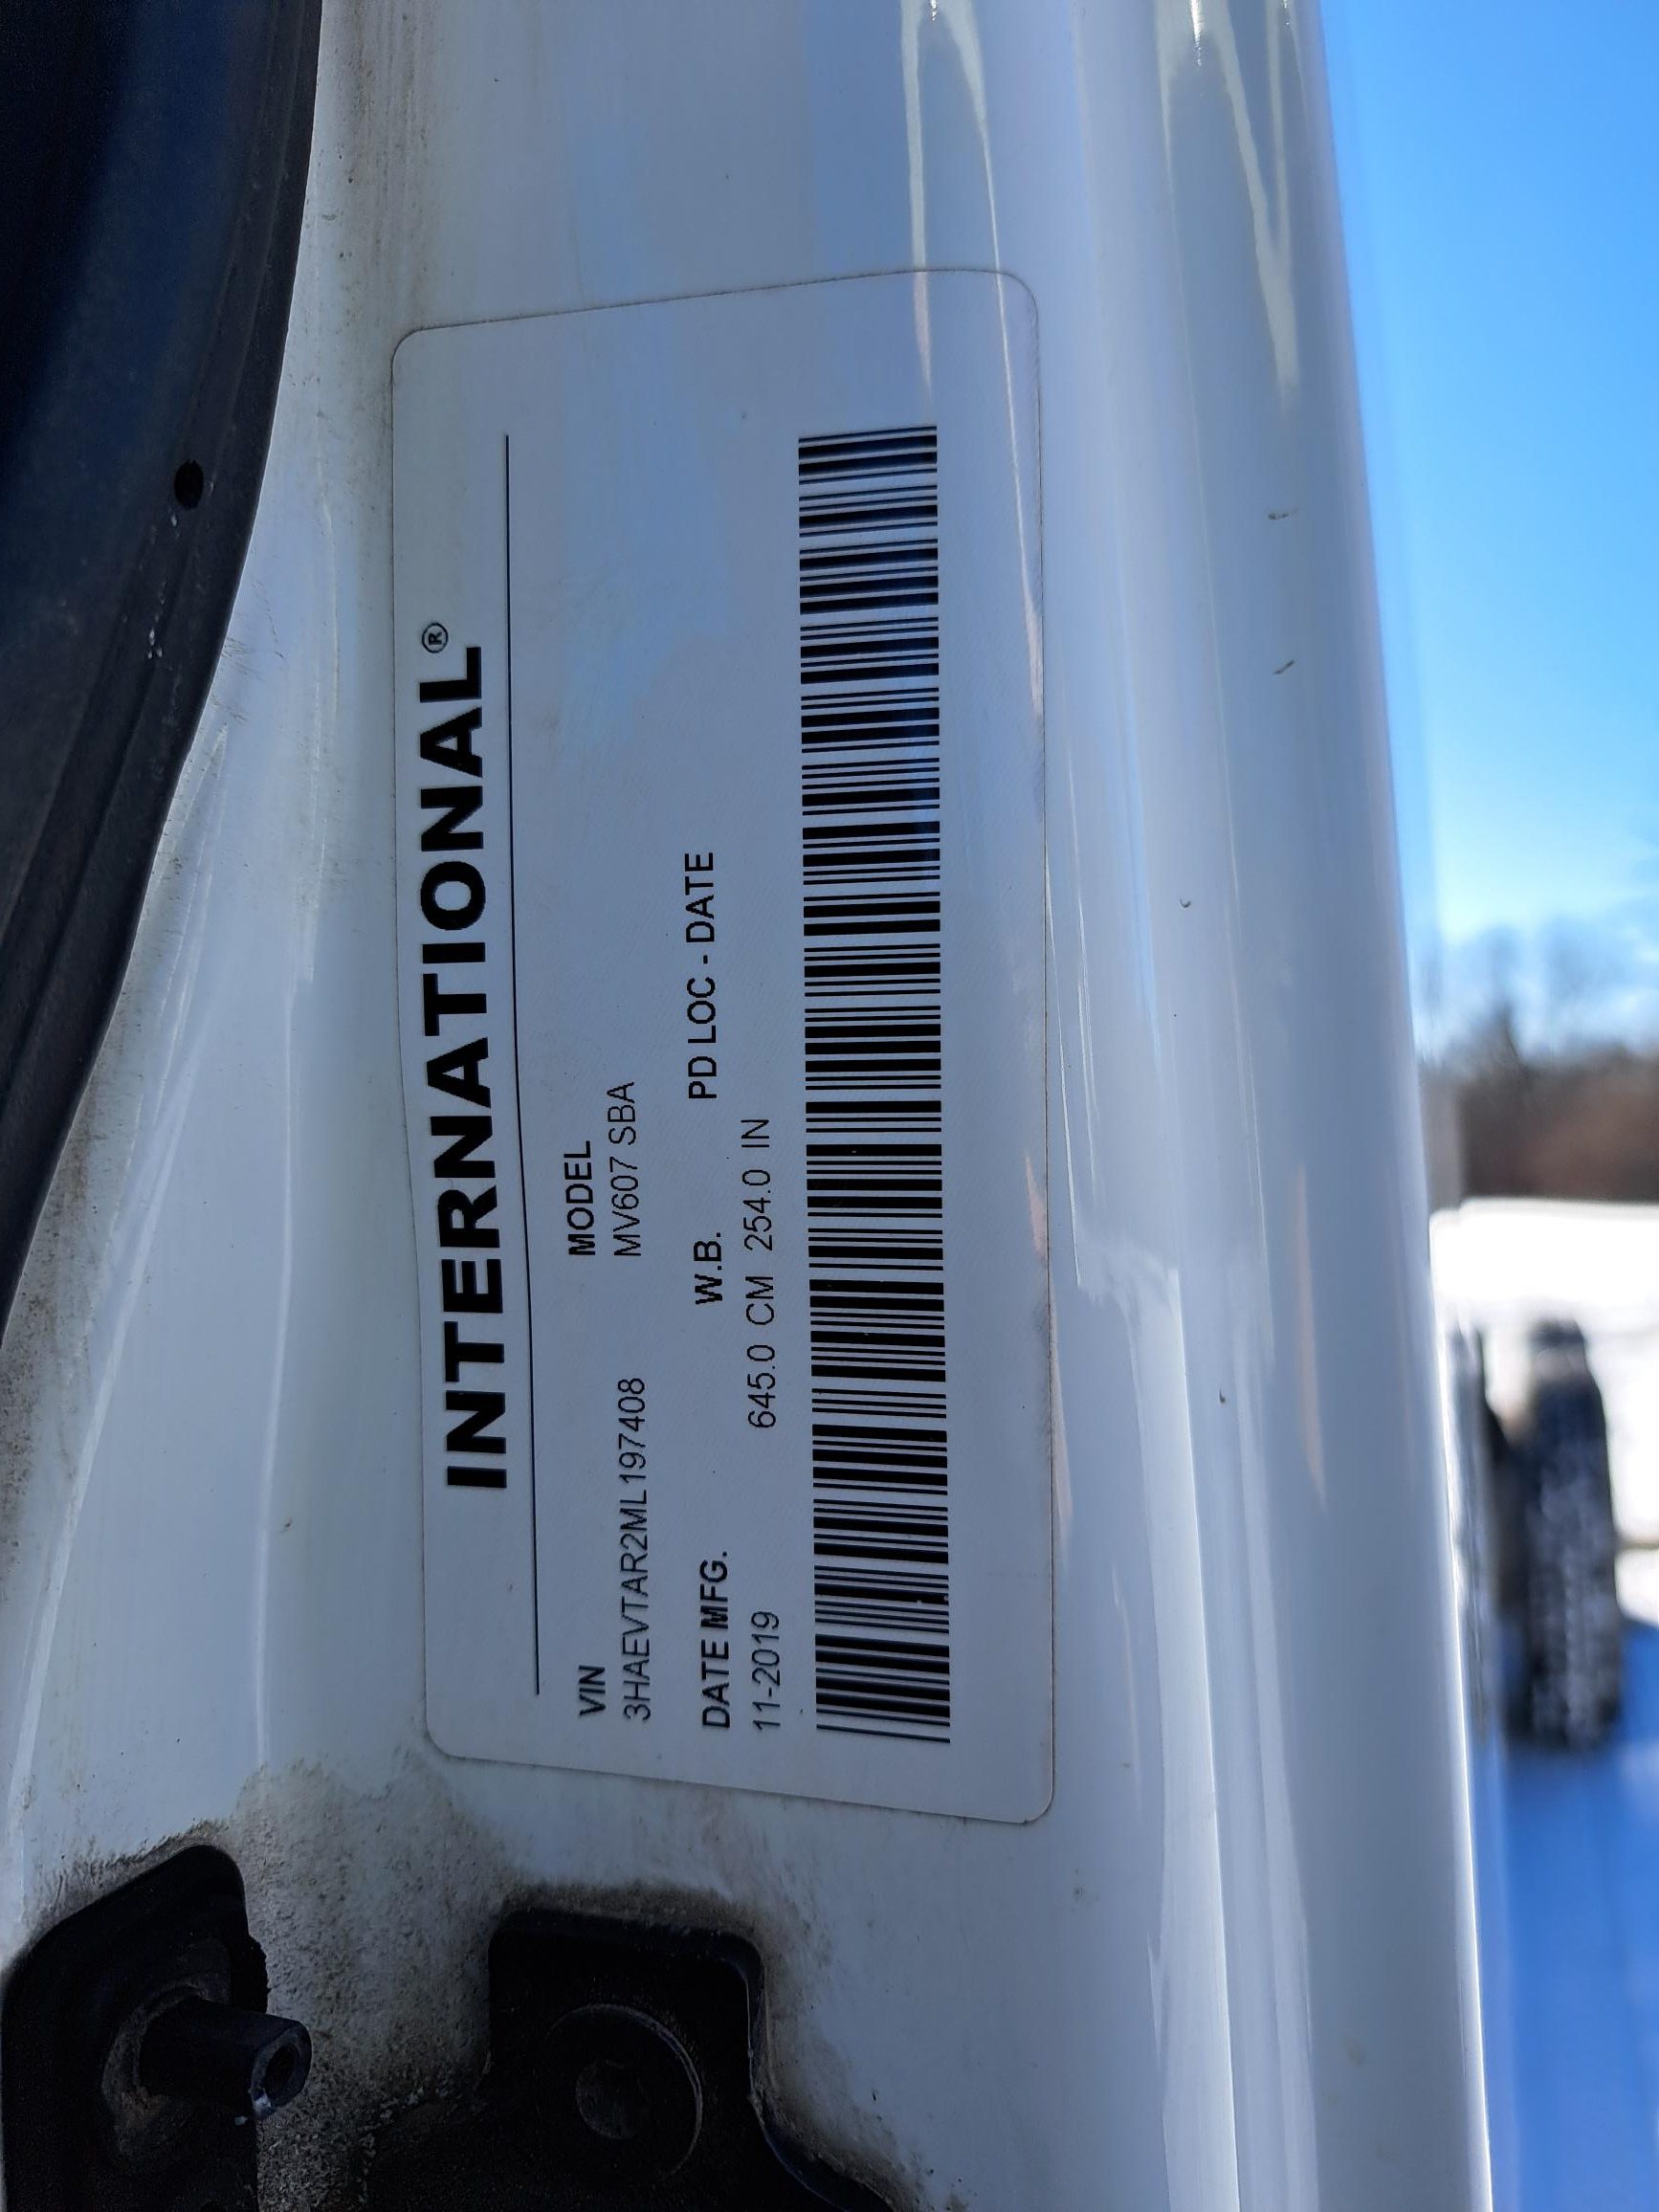 INTERNATIONAL®
VIN MODEL
3HAEVTAR2ML197408 MV607 SBA
DATE MFG. W.B. PD LOC - DATE
11-2019 645.0 CM 254.0 IN